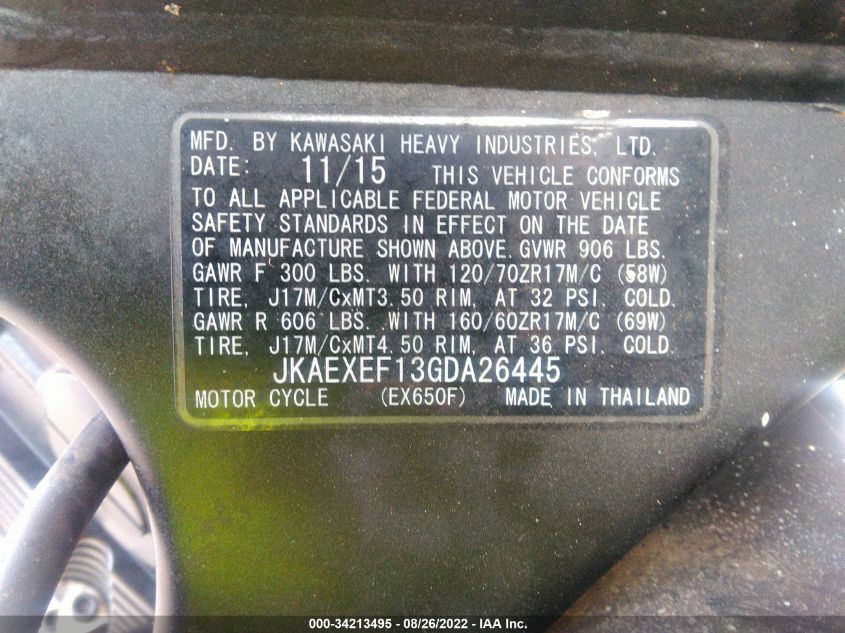 MFD. BY KAWASAKI HEAVY INDUSTRIES, LTD.
DATE: 11/15 THIS VEHICLE CONFORMS
TO ALL APPLICABLE FEDERAL MOTOR VEHICLE
SAFETY STANDARDS IN EFFECT ON THE DATE
OF MANUFACTURE SHOWN ABOVE. GVWR 906 LBS.
GAWR F 300 LBS. WITH 120/70ZR17M/C (58W)
TIRE, J17M/CxMT3.50 RIM, AT 32 PSI. COLD.
GAWR R 606 LBS. WITH 160/60ZR17M/C (69W)
TIRE, J17M/CxMT4.50 RIM, AT 36 PSI. COLD.
JKAEXEF13GDA26445
MOTOR CYCLE (EX650F) MADE IN THAILAND
000-34213495 - 08/26/2022 - IAA Inc.